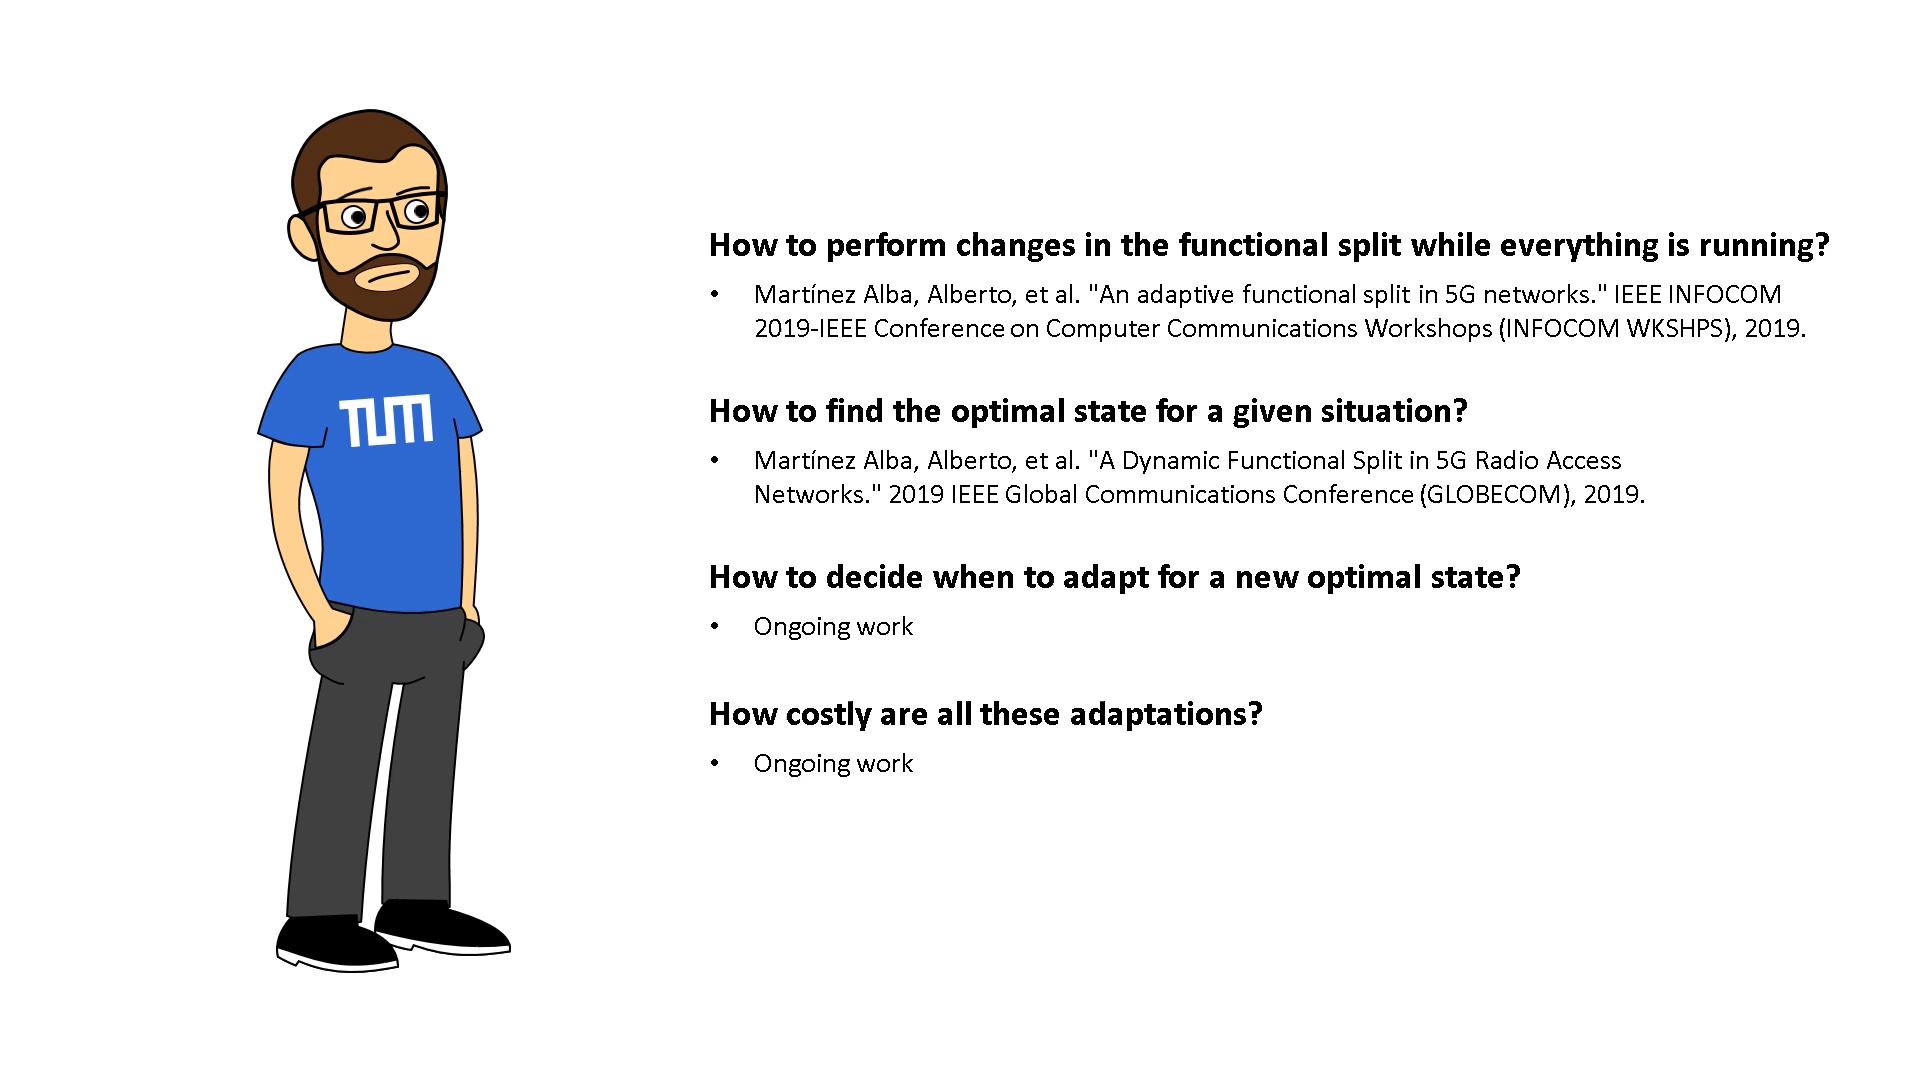 TUM
How to perform changes in the functional split while everything is running?
• Martínez Alba, Alberto, et al. "An adaptive functional split in 5G networks." IEEE INFOCOM
2019-IEEE Conference on Computer Communications Workshops (INFOCOM WKSHPS), 2019.
How to find the optimal state for a given situation?
• Martínez Alba, Alberto, et al. "A Dynamic Functional Split in 5G Radio Access
Networks." 2019 IEEE Global Communications Conference (GLOBECOM), 2019.
How to decide when to adapt for a new optimal state?
• Ongoing work
How costly are all these adaptations?
• Ongoing work